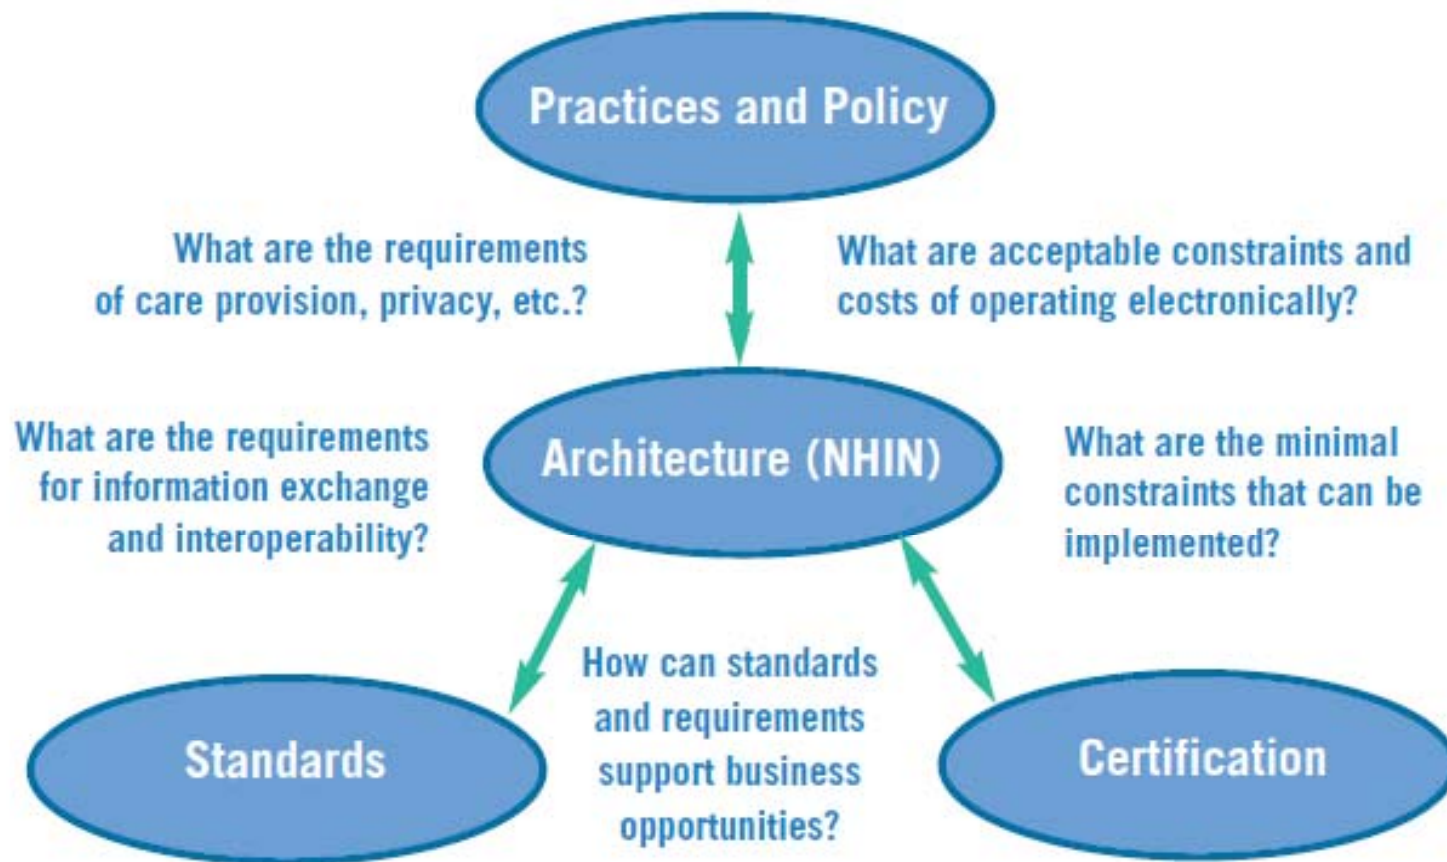 Practices and Policy
What are the requirements
of care provision, privacy, etc.?
What are acceptable constraints and
costs of operating electronically?
What are the requirements
for information exchange
and interoperability?
Architecture (NHIN)
What are the minimal
constraints that can be
implemented?
How can standards
and requirements
support business
opportunities?
Standards
Certification